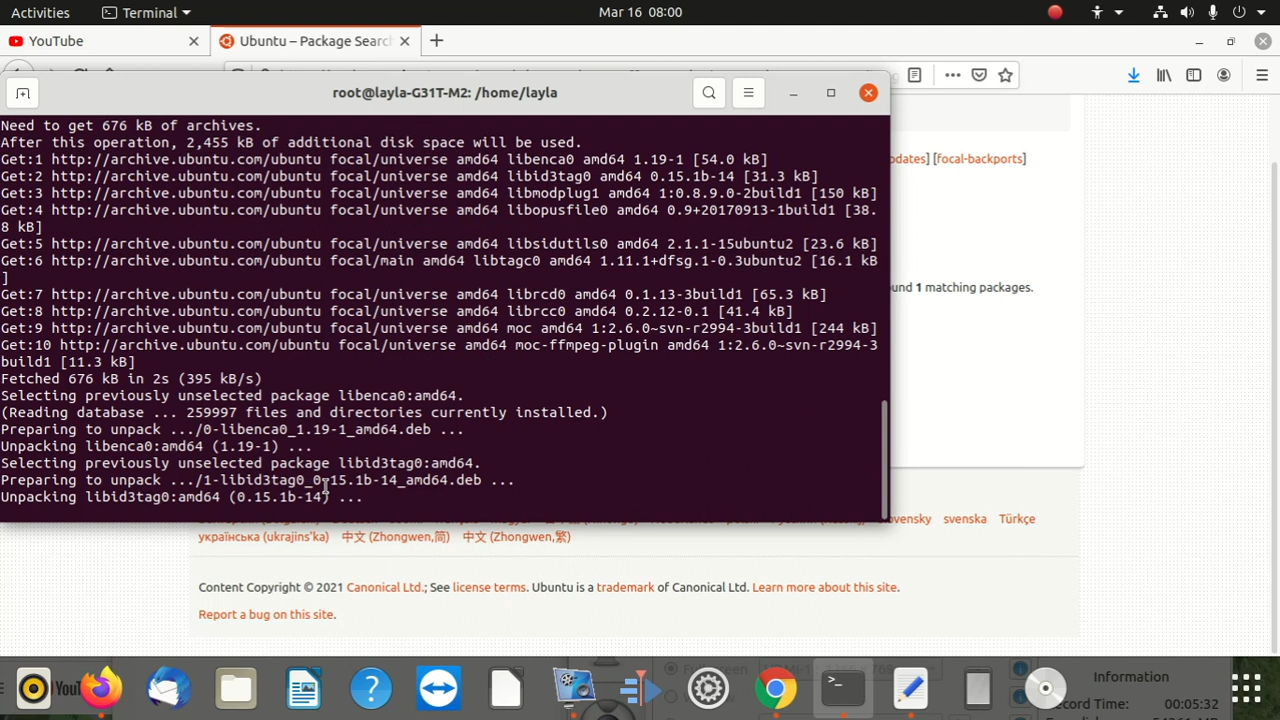 Activities
Terminal
Mar 16 08:00
YouTube
Ubuntu – Package Search
root@layla-G31T-M2: /home/layla
Need to get 676 kB of archives.
After this operation, 2,455 kB of additional disk space will be used.
Get:1 http://archive.ubuntu.com/ubuntu focal/universe amd64 libenca0 amd64 1.19-1 [54.0 kB]
Get:2 http://archive.ubuntu.com/ubuntu focal/universe amd64 libid3tag0 amd64 0.15.1b-14 [31.3 kB]
Get:3 http://archive.ubuntu.com/ubuntu focal/universe amd64 libmodplug1 amd64 1:0.8.9.0-2build1 [150 kB]
Get:4 http://archive.ubuntu.com/ubuntu focal/universe amd64 libopusfile0 amd64 0.9+20170913-1build1 [38.
8 kB]
Get:5 http://archive.ubuntu.com/ubuntu focal/universe amd64 libsidutils0 amd64 2.1.1-15ubuntu2 [23.6 kB]
Get:6 http://archive.ubuntu.com/ubuntu focal/main amd64 libtagc0 amd64 1.11.1+dfsg.1-0.3ubuntu2 [16.1 kB
]
Get:7 http://archive.ubuntu.com/ubuntu focal/universe amd64 librcd0 amd64 0.1.13-3build1 [65.3 kB]
Get:8 http://archive.ubuntu.com/ubuntu focal/universe amd64 librcc0 amd64 0.2.12-0.1 [41.4 kB]
Get:9 http://archive.ubuntu.com/ubuntu focal/universe amd64 moc amd64 1:2.6.0~svn-r2994-3build1 [244 kB]
Get:10 http://archive.ubuntu.com/ubuntu focal/universe amd64 moc-ffmpeg-plugin amd64 1:2.6.0~svn-r2994-3
build1 [11.3 kB]
Fetched 676 kB in 2s (395 kB/s)
Selecting previously unselected package libenca0:amd64.
(Reading database ... 259997 files and directories currently installed.)
Preparing to unpack .../0-libenca0_1.19-1_amd64.deb ...
Unpacking libenca0:amd64 (1.19-1) ...
Selecting previously unselected package libid3tag0:amd64.
Preparing to unpack .../1-libid3tag0_0.15.1b-14_amd64.deb ...
Unpacking libid3tag0:amd64 (0.15.1b-14) ...
[focal-backports]
1 matching packages.
svenska Türkçe
українська (ukrajins'ka) 中文 (Zhongwen,简) 中文 (Zhongwen,繁)
Content Copyright © 2021 Canonical Ltd.; See license terms. Ubuntu is a trademark of Canonical Ltd. Learn more about this site.
Report a bug on this site.
Information
Record Time: 00:05:32